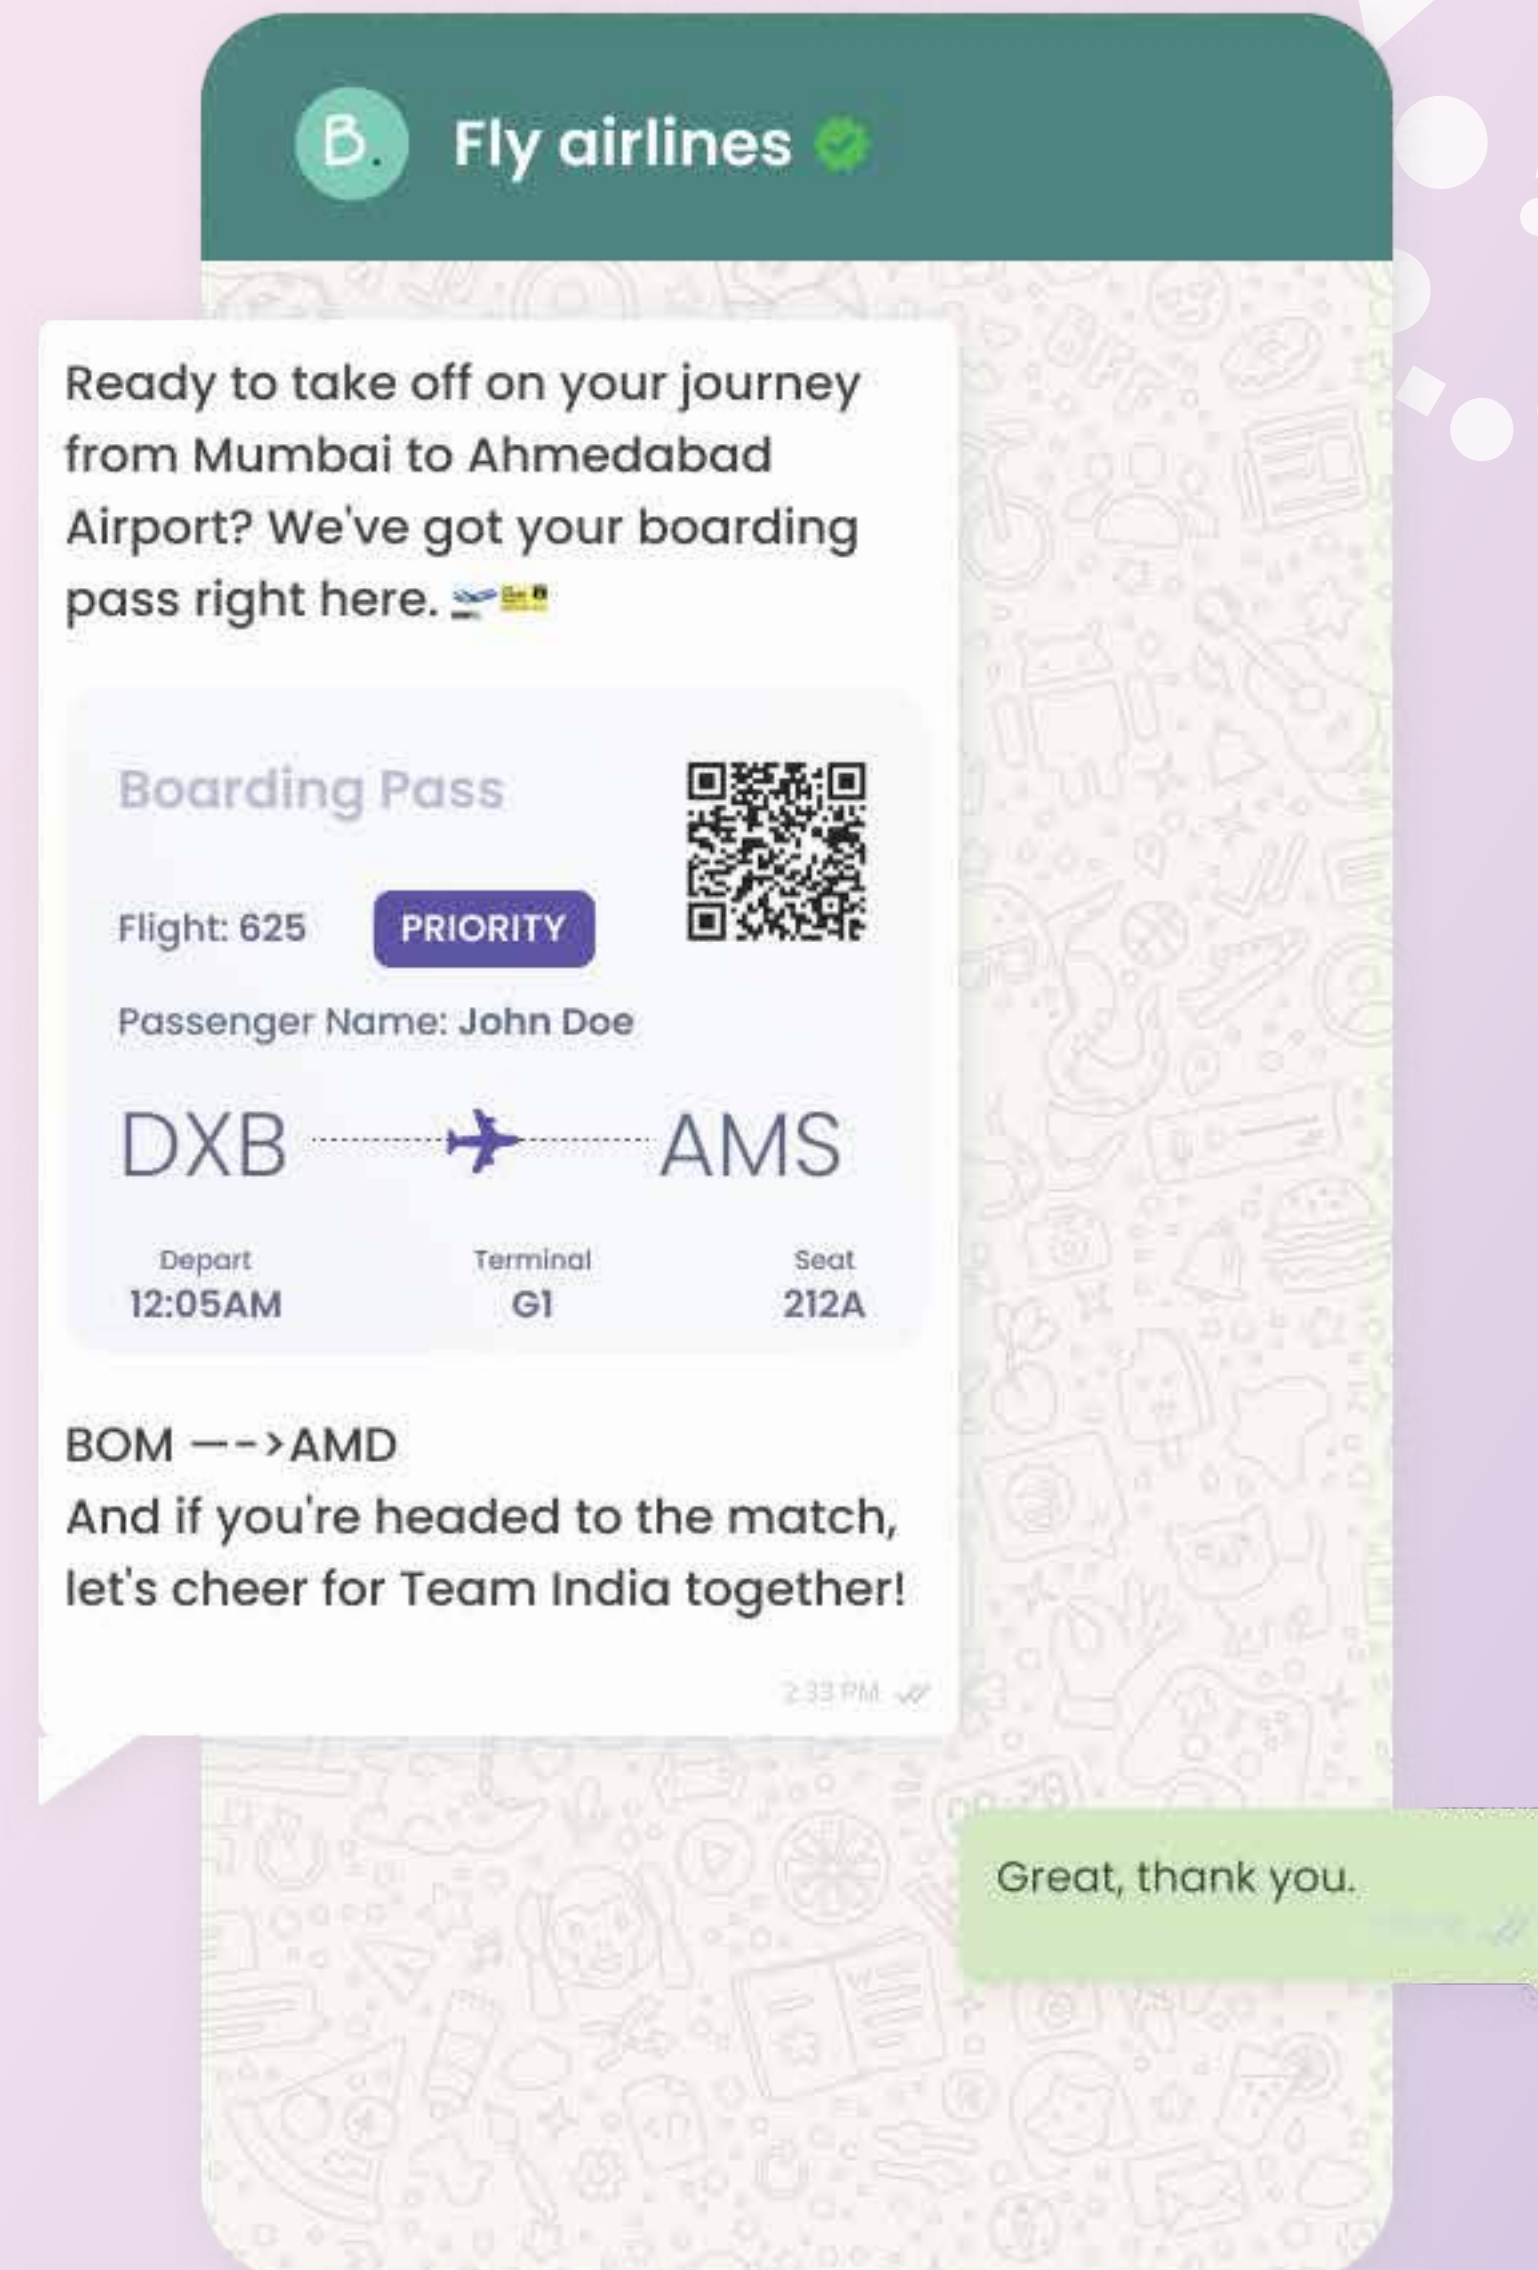 B.
Fly airlines
Ready to take off on your journey
from Mumbai to Ahmedabad
Airport? We've got your boarding
pass right here.
Boarding Pass
Flight: 625 PRIORITY
Passenger Name: John Doe
DXB AMS
Depart Terminal Seat
12:05AM G1 212A
BOM —-->AMD
And if you're headed to the match,
let's cheer for Team India together!
2:33 PM
Great, thank you.